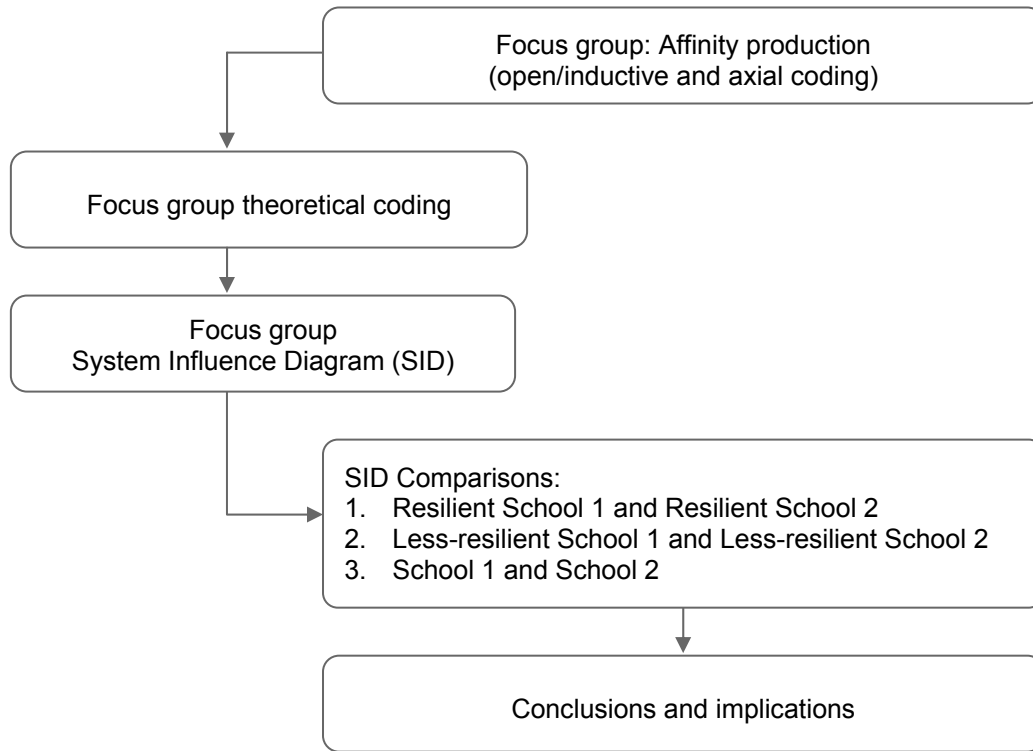 Focus group: Affinity production
(open/inductive and axial coding)
Focus group theoretical coding
Focus group
System Influence Diagram (SID)
SID Comparisons:
1. Resilient School 1 and Resilient School 2
2. Less-resilient School 1 and Less-resilient School 2
3. School 1 and School 2
Conclusions and implications